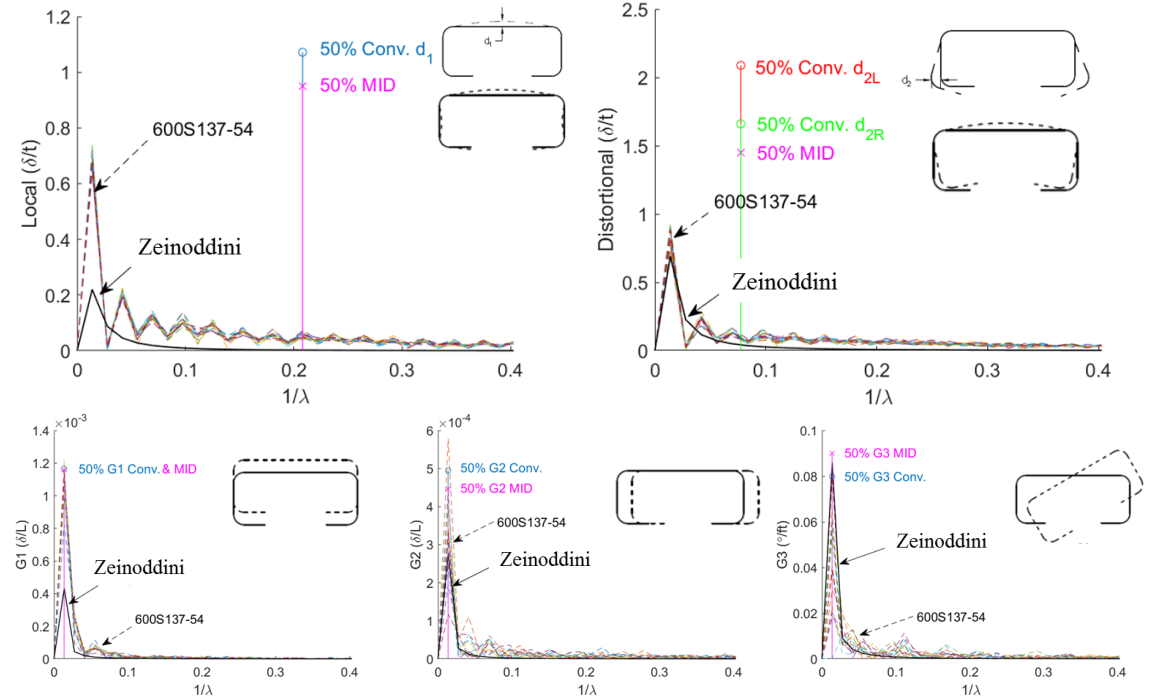 1.2
1
0.8
0.6
0.4
0.2
0
Local (δ/t)
50% Conv. d1
50% MID
600S137-54
Zeinoddini
d1
0
0.1
0.2
0.3
0.4
1/λ
2.5
2
1.5
1
0.5
0
Distortional (δ/t)
50% Conv. d2L
50% Conv. d2R
50% MID
600S137-54
Zeinoddini
d2
0
0.1
0.2
0.3
0.4
1/λ
×10-3
1.4
1.2
1
0.8
0.6
0.4
0.2
0
G1 (δ/L)
50% G1 Conv. & MID
Zeinoddini
600S137-54
0
0.1
0.2
0.3
0.4
1/λ
×10-4
6
5
4
3
2
1
0
G2 (δ/L)
50% G2 Conv.
50% G2 MID
600S137-54
Zeinoddini
0
0.1
0.2
0.3
0.4
1/λ
0.1
0.08
0.06
0.04
0.02
0
G3 (°/ft)
50% G3 MID
50% G3 Conv.
Zeinoddini
600S137-54
0
0.1
0.2
0.3
0.4
1/λ